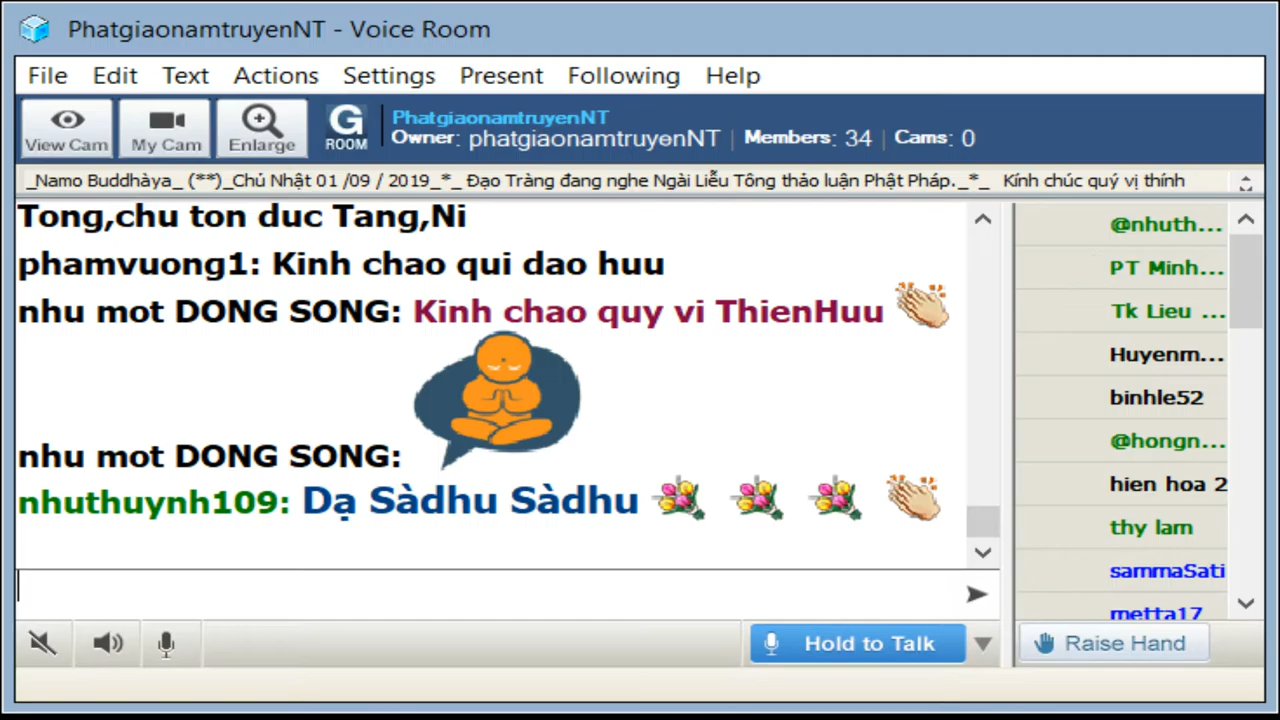 PhatgiaonamtruyenNT - Voice Room
File Edit Text Actions Settings Present Following Help
View Cam My Cam Enlarge G ROOM
PhatgiaonamtruyenNT
Owner: phatgiaonamtruyenNT | Members: 34 | Cams: 0
_Namo Buddhàya_ (**)_Chủ Nhật 01 /09 / 2019_*_ Đạo Tràng đang nghe Ngài Liễu Tông thảo luận Phật Pháp._*_ Kính chúc quý vị thính
Tong,chu ton duc Tang,Ni
phamvuong1: Kinh chao qui dao huu
nhu mot DONG SONG: Kinh chao quy vi ThienHuu
nhu mot DONG SONG:
nhuthuynh109: Dạ Sàdhu Sàdhu
@nhuth...
PT Minh...
Tk Lieu ...
Huyenm...
binhle52
@hongn...
hien hoa 2
thy lam
sammaSati
metta17
Hold to Talk
Raise Hand